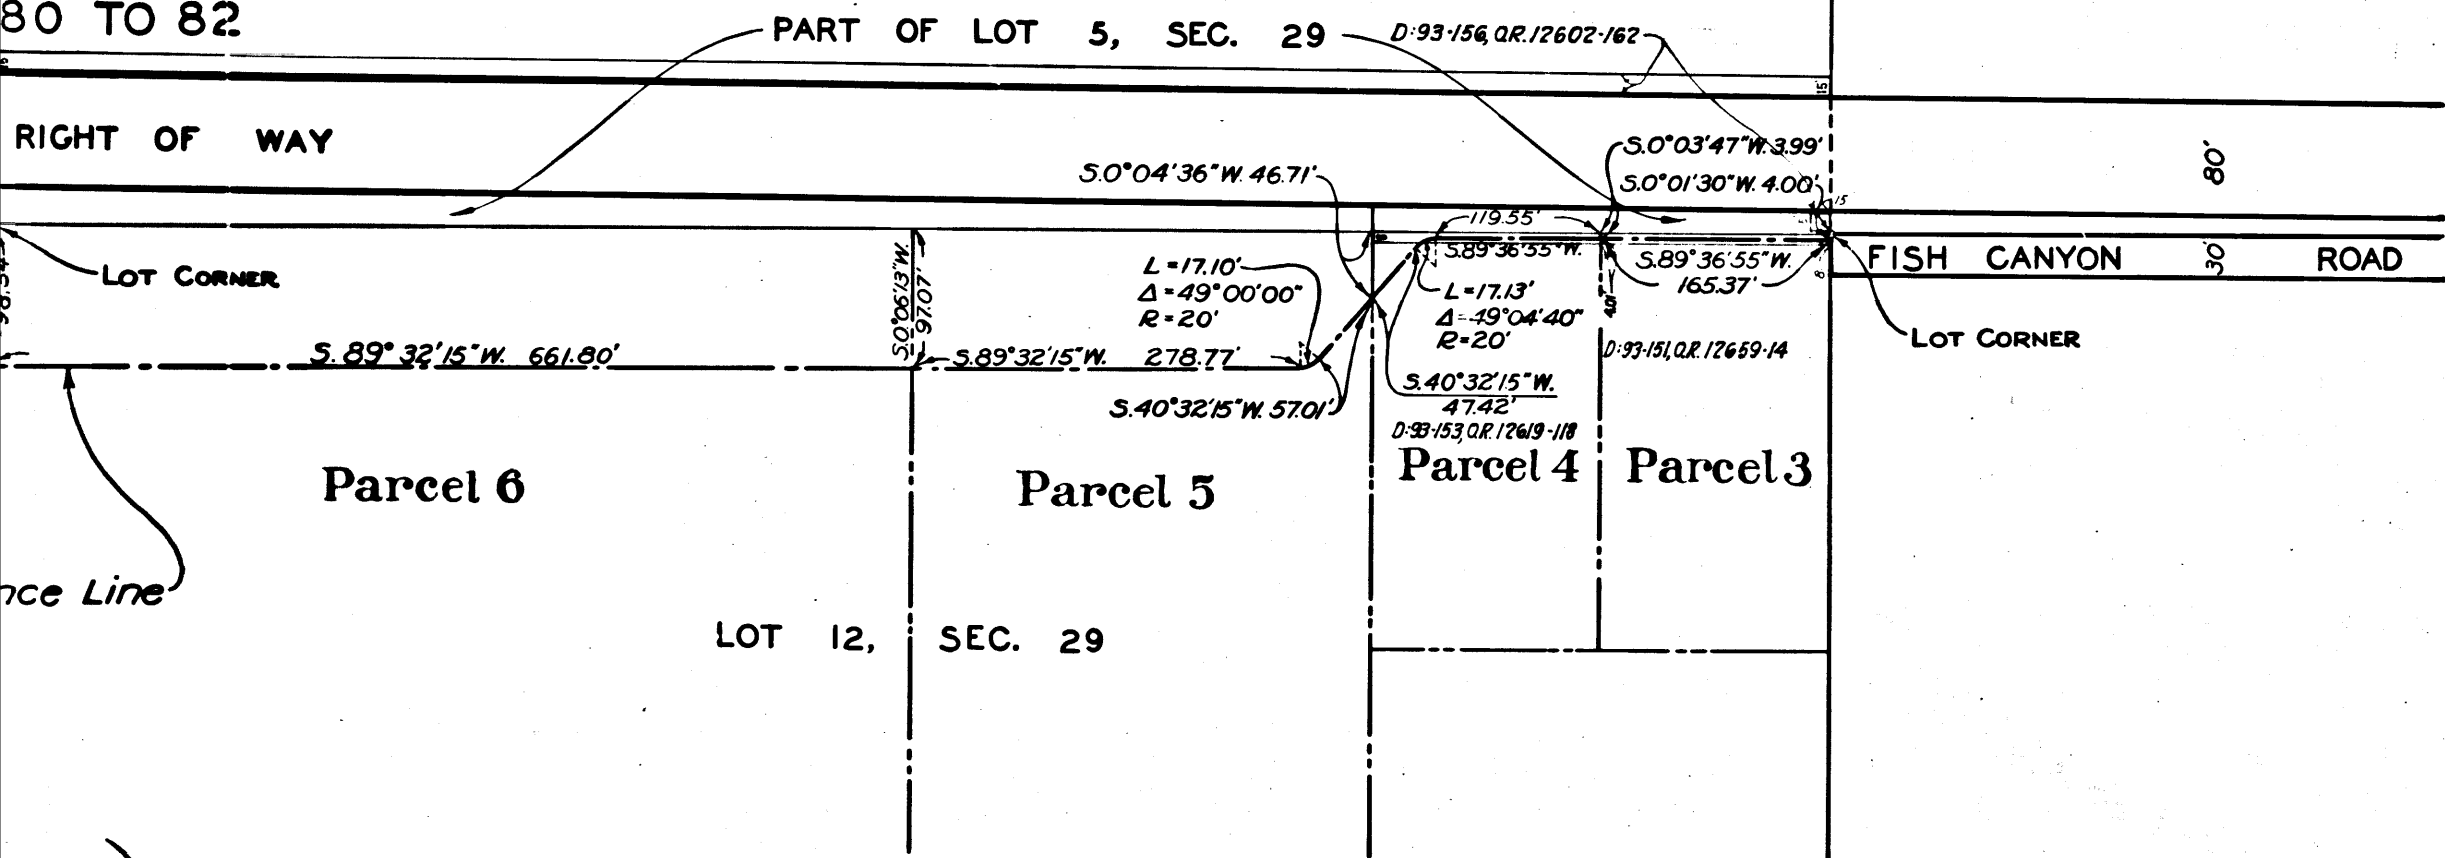 80 TO 82
PART OF LOT 5, SEC. 29
D:93-156, O.R. 12602-162
15
RIGHT OF WAY
80'
S.0°03'47"W. 3.99'
S.0°04'36"W. 46.71'
S.0°01'30"W. 4.00'
15
119.55'
S.89°36'55"W.
S.89°36'55"W.
165.37'
8
FISH CANYON ROAD
30'
LOT CORNER
LOT CORNER
S.0°06'13"W.
97.07'
L=17.10'
Δ=49°00'00"
R=20'
L=17.13'
Δ=49°04'40"
R=20'
4.01'
D:93-151, O.R. 12659-14
S. 89° 32'15"W. 661.80'
S.89°32'15"W. 278.77'
S.40°32'15"W. 57.01'
S.40°32'15"W.
47.42'
D:93-153, O.R. 12619-118
Parcel 6
Parcel 5
Parcel 4
Parcel 3
nce Line
LOT 12, SEC. 29